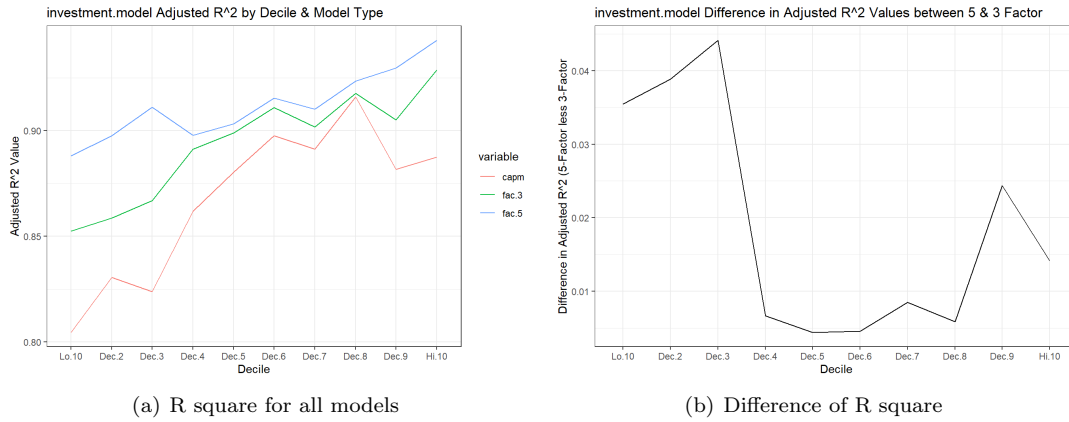 investment.model Adjusted R^2 by Decile & Model Type
Adjusted R^2 Value
0.90
0.85
0.80
Lo.10 Dec.2 Dec.3 Dec.4 Dec.5 Dec.6 Dec.7 Dec.8 Dec.9 Hi.10
Decile
variable
capm
fac.3
fac.5
(a) R square for all models
investment.model Difference in Adjusted R^2 Values between 5 & 3 Factor
Difference in Adjusted R^2 (5-Factor less 3-Factor
0.04
0.03
0.02
0.01
Lo.10 Dec.2 Dec.3 Dec.4 Dec.5 Dec.6 Dec.7 Dec.8 Dec.9 Hi.10
Decile
(b) Difference of R square